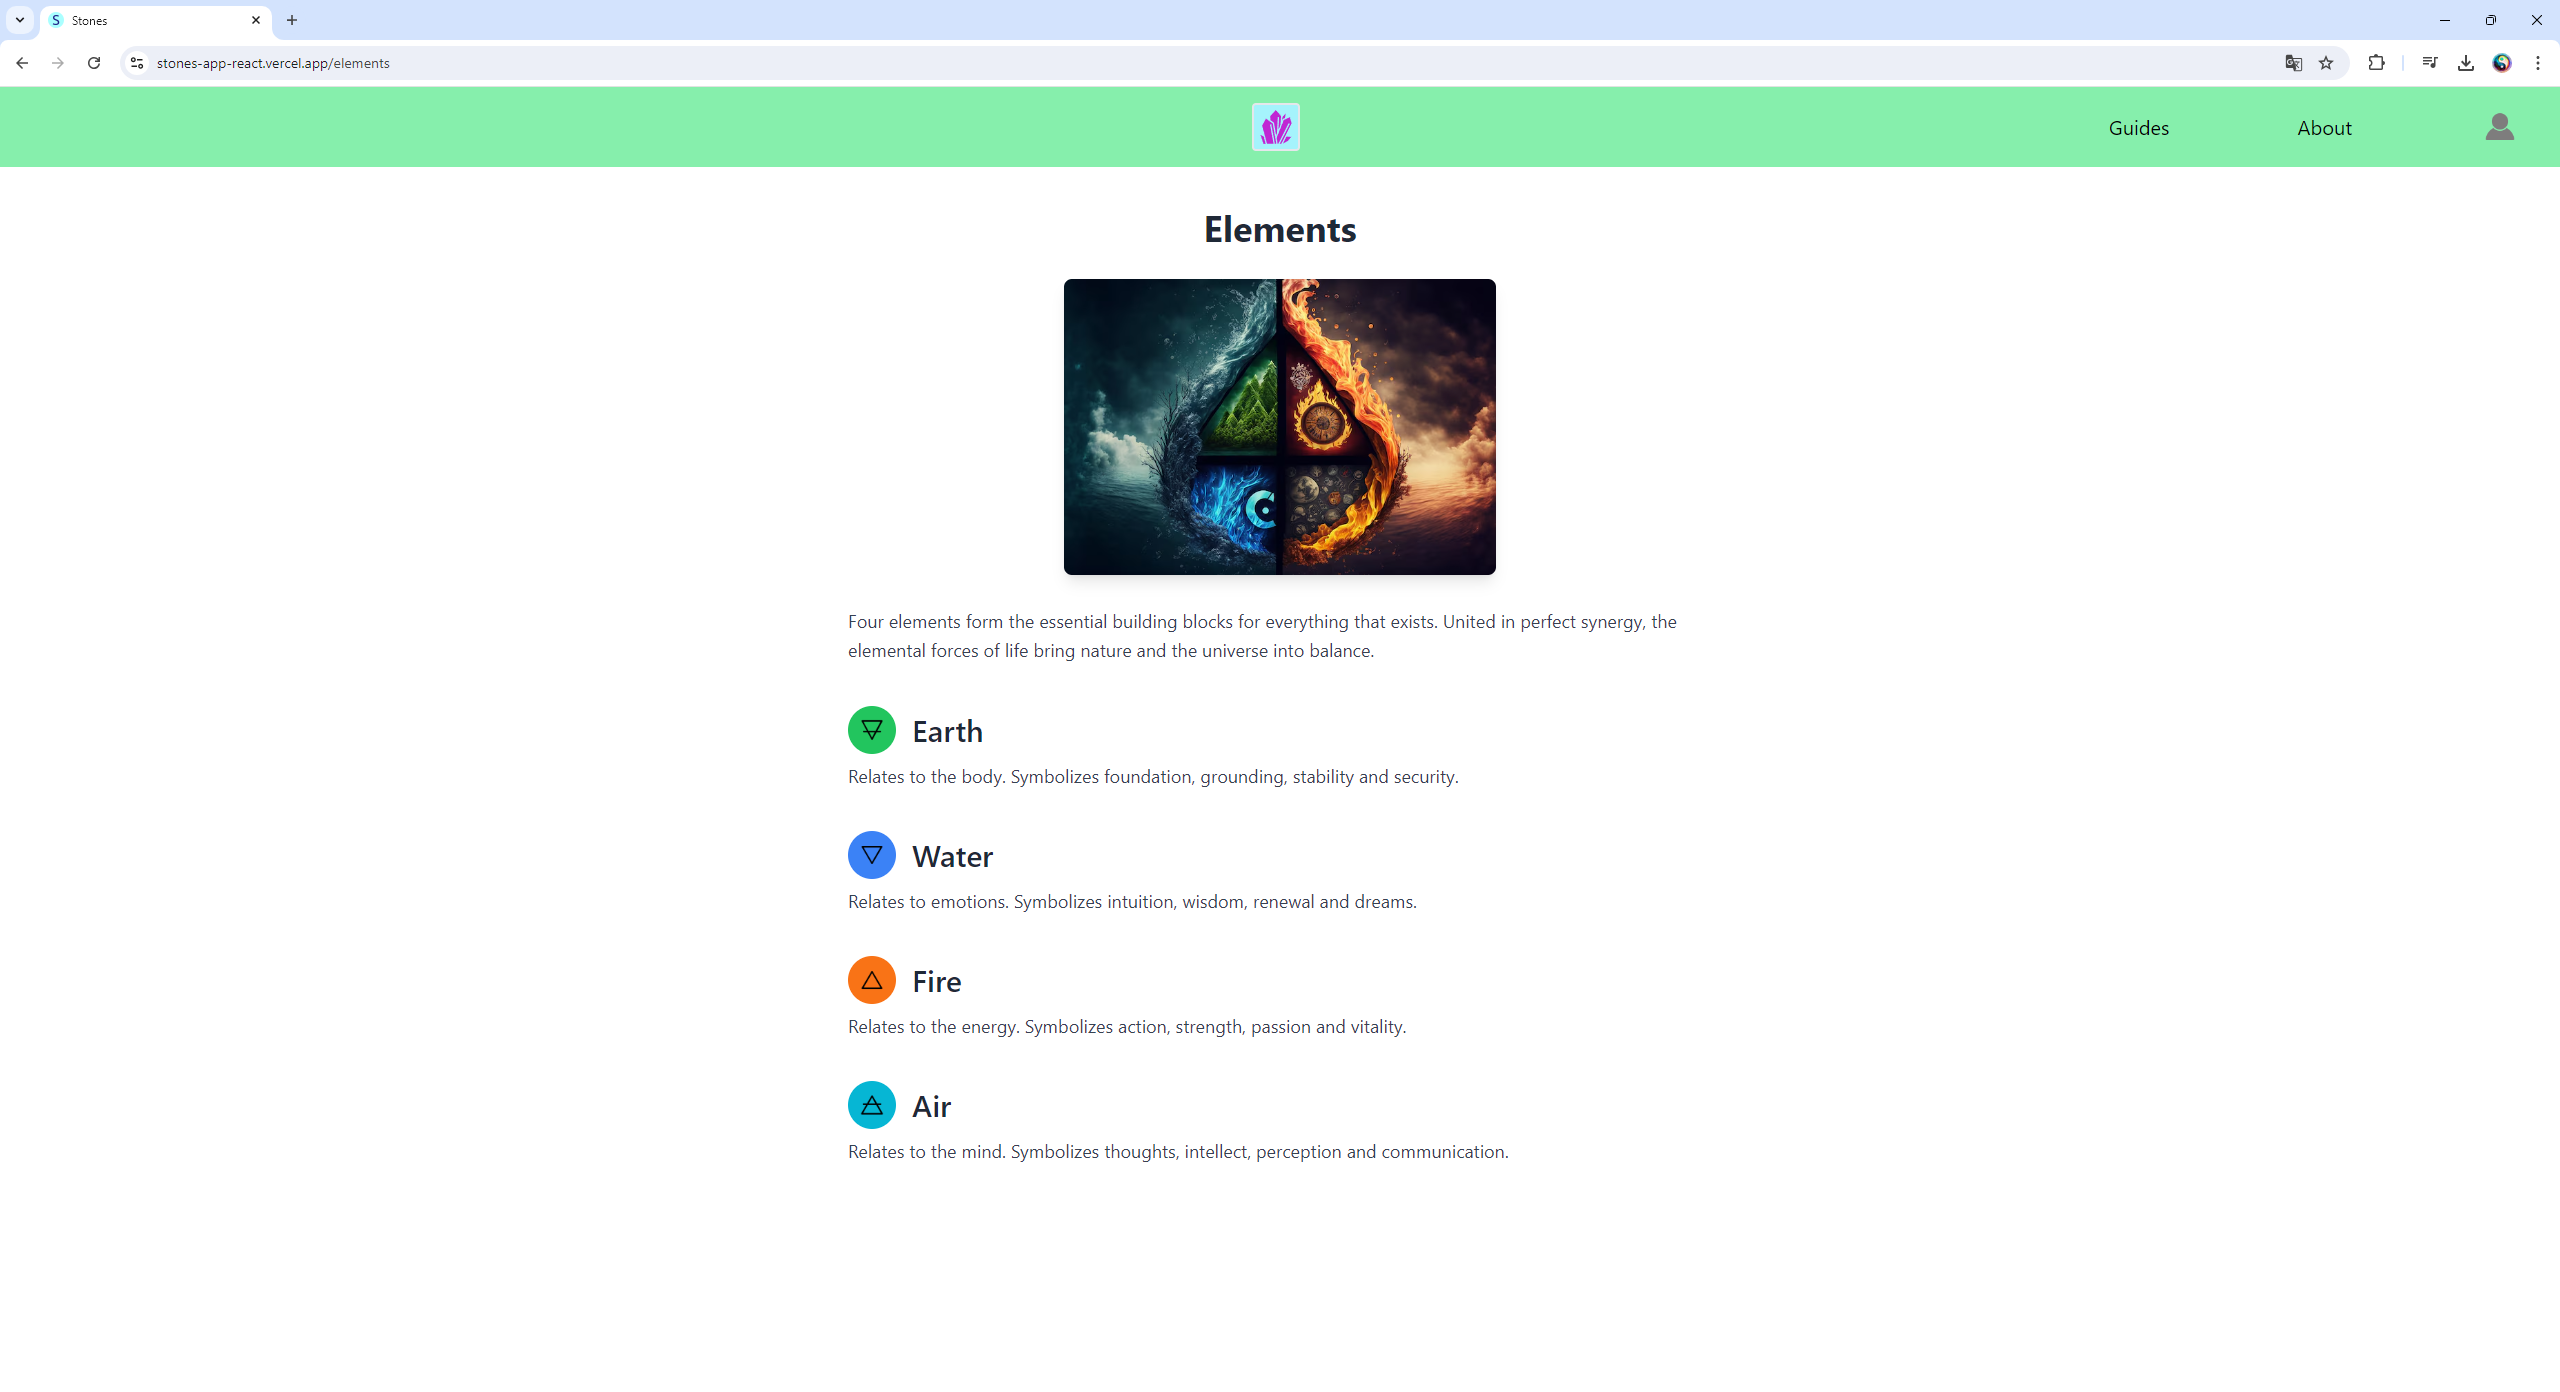 Stones
stones-app-react.vercel.app/elements
Guides
About
Elements
Four elements form the essential building blocks for everything that exists. United in perfect synergy, the
elemental forces of life bring nature and the universe into balance.
Earth
Relates to the body. Symbolizes foundation, grounding, stability and security.
Water
Relates to emotions. Symbolizes intuition, wisdom, renewal and dreams.
Fire
Relates to the energy. Symbolizes action, strength, passion and vitality.
Air
Relates to the mind. Symbolizes thoughts, intellect, perception and communication.